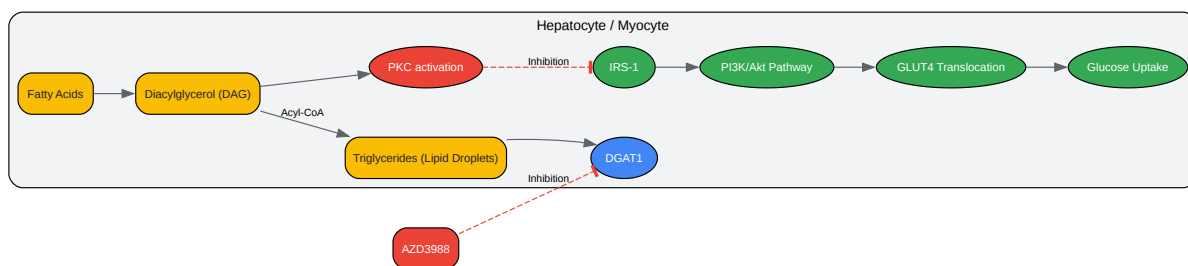 Hepatocyte / Myocyte
Fatty Acids
Diacylglycerol (DAG)
PKC activation
Inhibition
IRS-1
PI3K/Akt Pathway
GLUT4 Translocation
Glucose Uptake
Acyl-CoA
Triglycerides (Lipid Droplets)
DGAT1
Inhibition
AZD3988